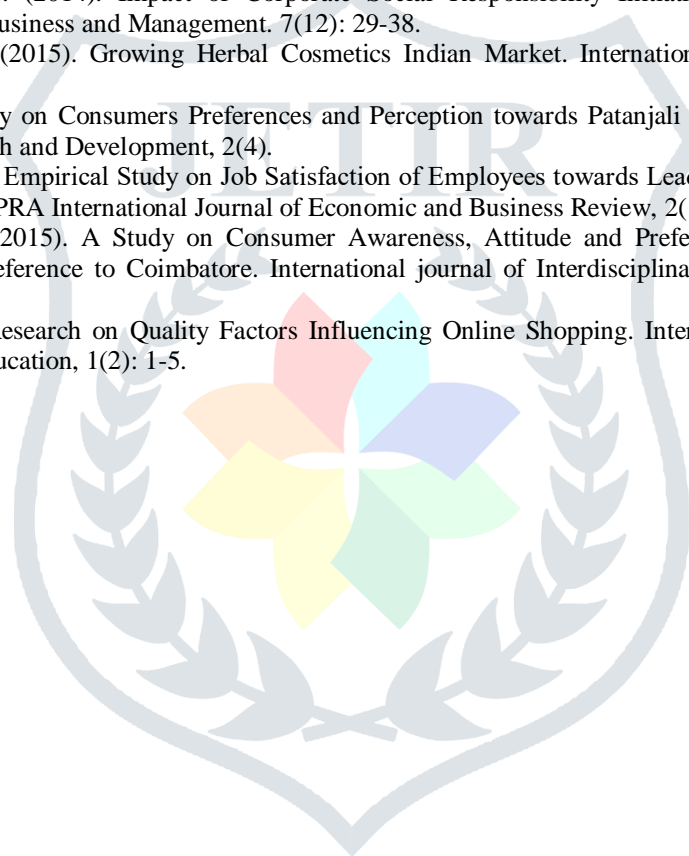 (2014). Impact of Corporate Social Responsibility Initia
usiness and Management. 7(12): 29-38.
(2015). Growing Herbal Cosmetics Indian Market. Internation
y on Consumers Preferences and Perception towards Patanjali
h and Development, 2(4).
Empirical Study on Job Satisfaction of Employees towards Lea
PRA International Journal of Economic and Business Review, 2(
2015). A Study on Consumer Awareness, Attitude and Prefe
eference to Coimbatore. International journal of Interdisciplina
JETIR
esearch on Quality Factors Influencing Online Shopping. Inter
ucation, 1(2): 1-5.